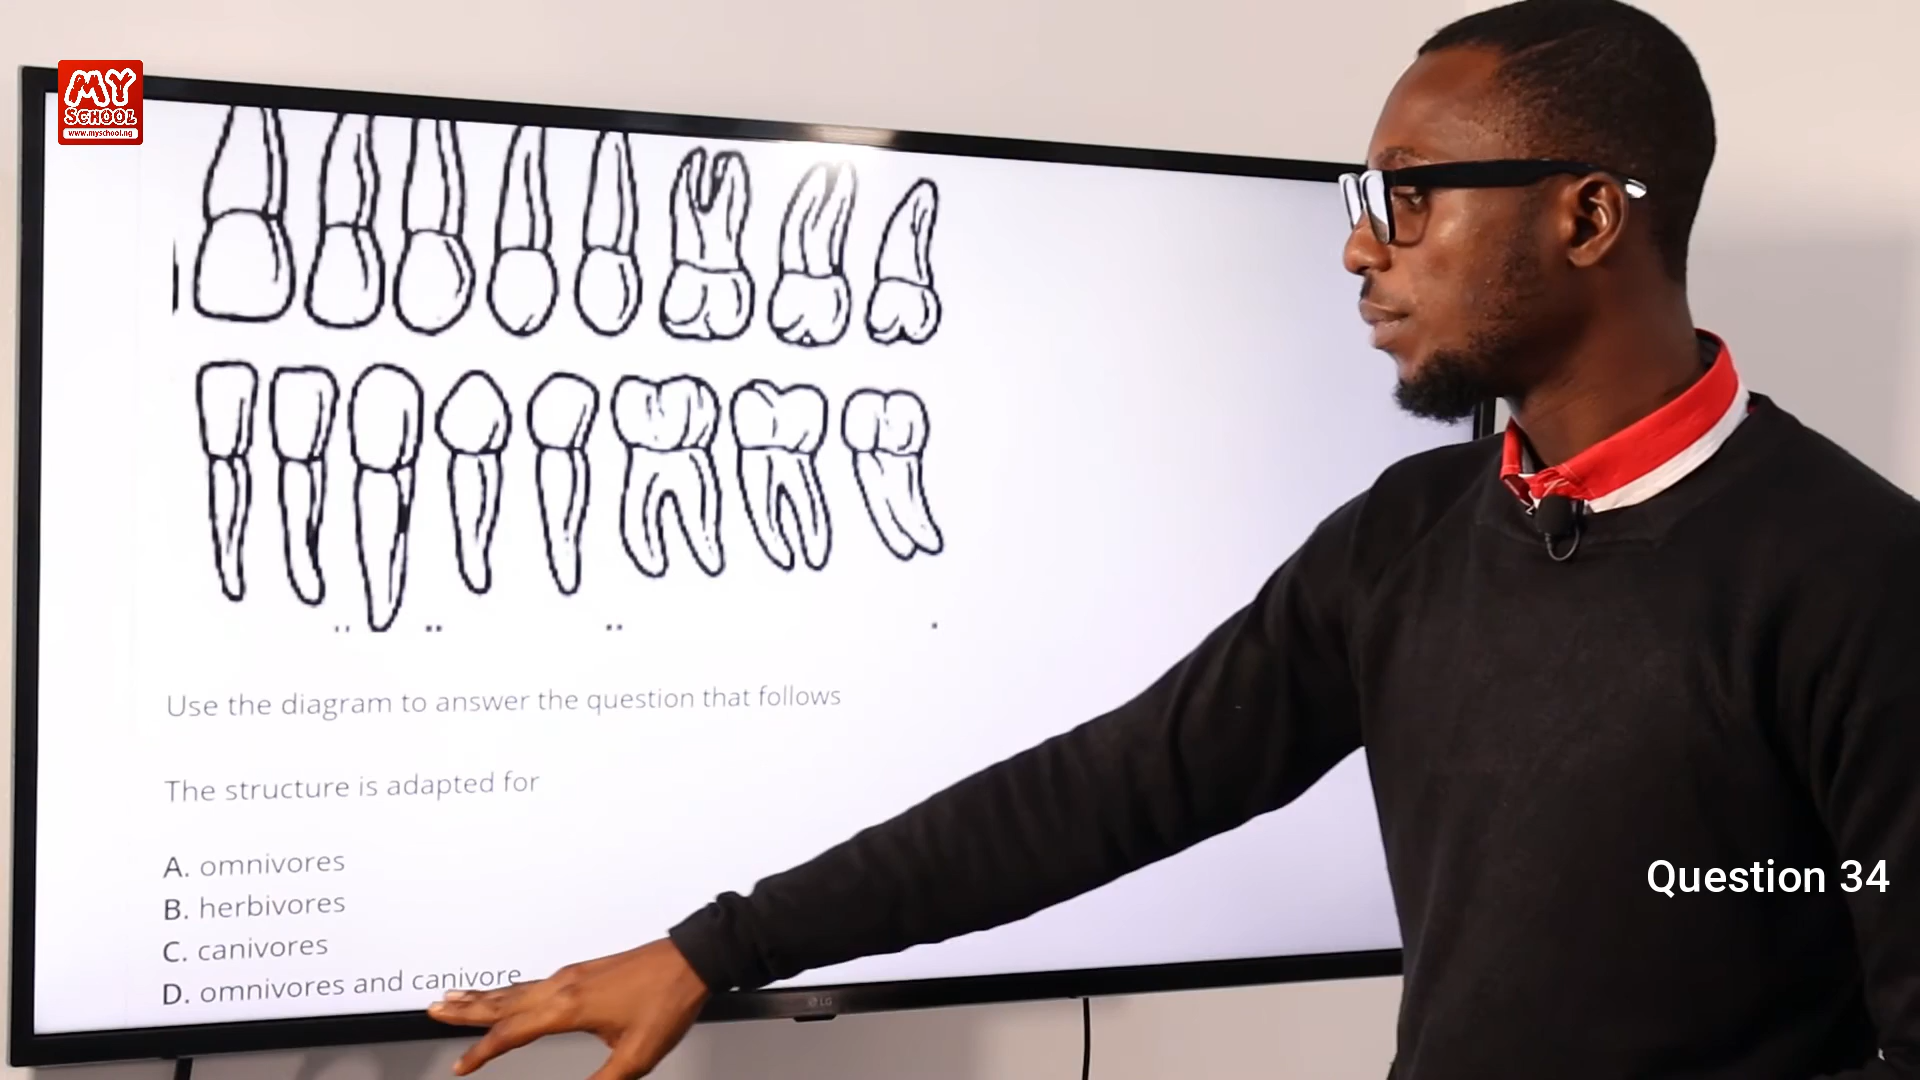 MY
SCHOOL
www.myschool.ng
Use the diagram to answer the question that follows
The structure is adapted for
A. omnivores
B. herbivores
C. canivores
D. omnivores and canivore
LG
Question 34